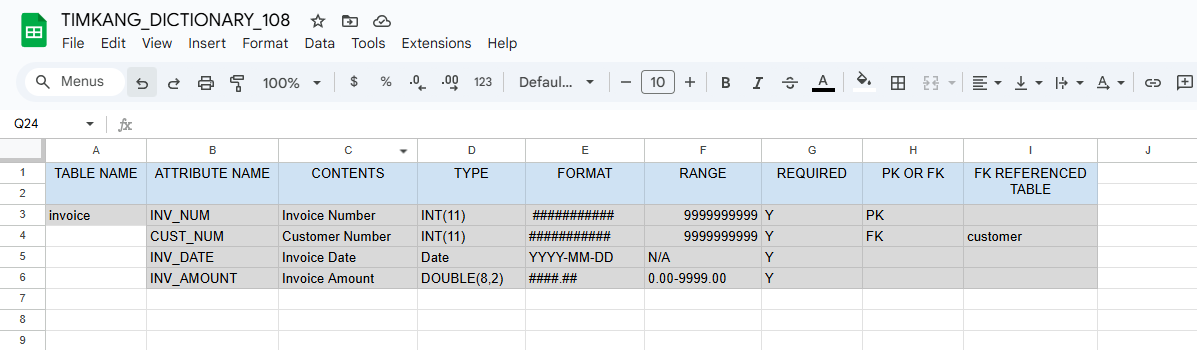 TIMKANG_DICTIONARY_108
File Edit View Insert Format Data Tools Extensions Help
Menus 100% $ % .0 .00 123 Defaul... − 10 + B I S A A
Q24 fx
A B C D E F G H I J
1 TABLE NAME ATTRIBUTE NAME CONTENTS TYPE FORMAT RANGE REQUIRED PK OR FK FK REFERENCED
2 TABLE
3 invoice INV_NUM Invoice Number INT(11) ########### 9999999999 Y PK
4 CUST_NUM Customer Number INT(11) ########### 9999999999 Y FK customer
5 INV_DATE Invoice Date Date YYYY-MM-DD N/A Y
6 INV_AMOUNT Invoice Amount DOUBLE(8,2) ####.## 0.00-9999.00 Y
7
8
9